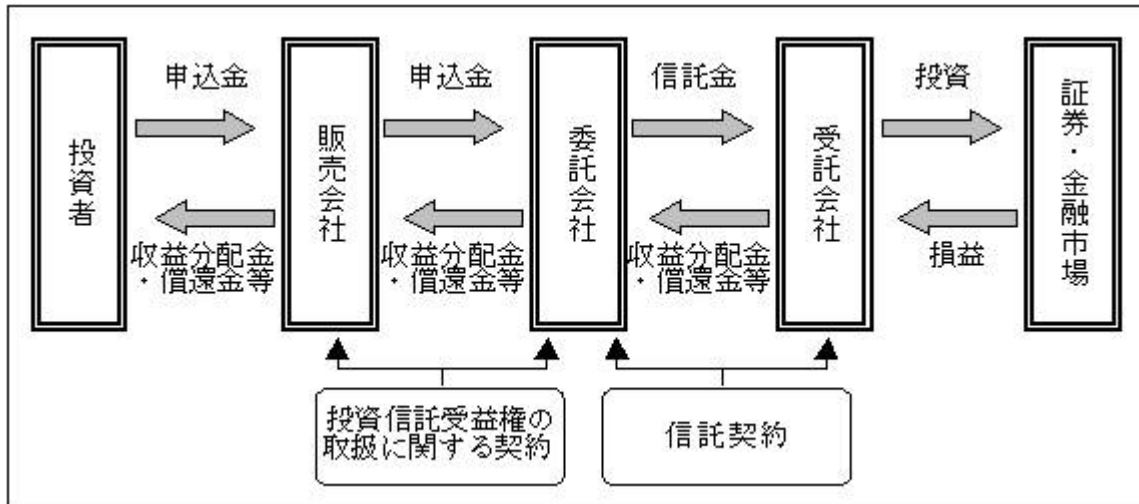 投資者
申込金
収益分配金
・償還金等
販売会社
申込金
収益分配金
・償還金等
委託会社
信託金
収益分配金
・償還金等
受託会社
投資
損益
証券・金融市場
投資信託受益権の
取扱に関する契約
信託契約